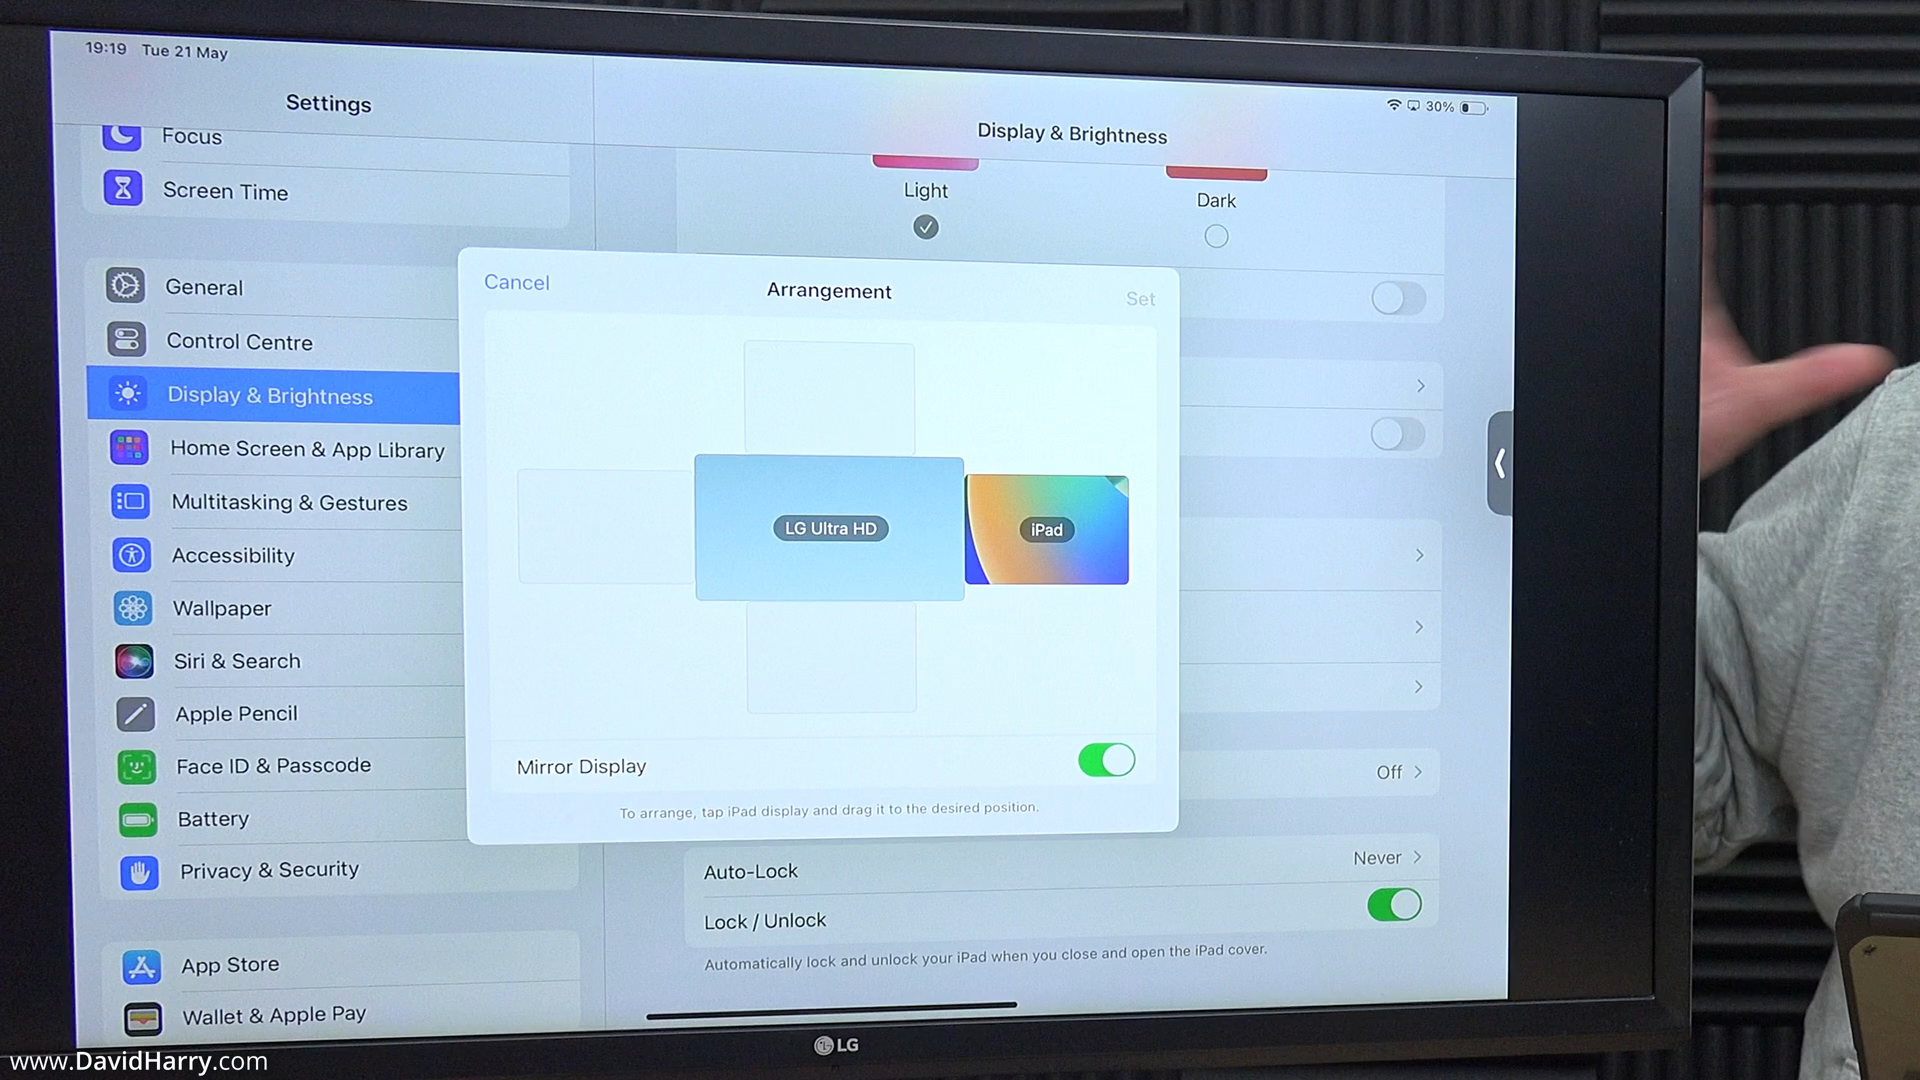 19:19 Tue 21 May
30%
Settings
Focus
Screen Time
General
Control Centre
Display & Brightness
Home Screen & App Library
Multitasking & Gestures
Accessibility
Wallpaper
Siri & Search
Apple Pencil
Face ID & Passcode
Battery
Privacy & Security
App Store
Wallet & Apple Pay
Display & Brightness
Light
Dark
Cancel
Arrangement
Set
LG Ultra HD
iPad
Mirror Display
To arrange, tap iPad display and drag it to the desired position.
Off
Auto-Lock
Never
Lock / Unlock
Automatically lock and unlock your iPad when you close and open the iPad cover.
LG
www.DavidHarry.com